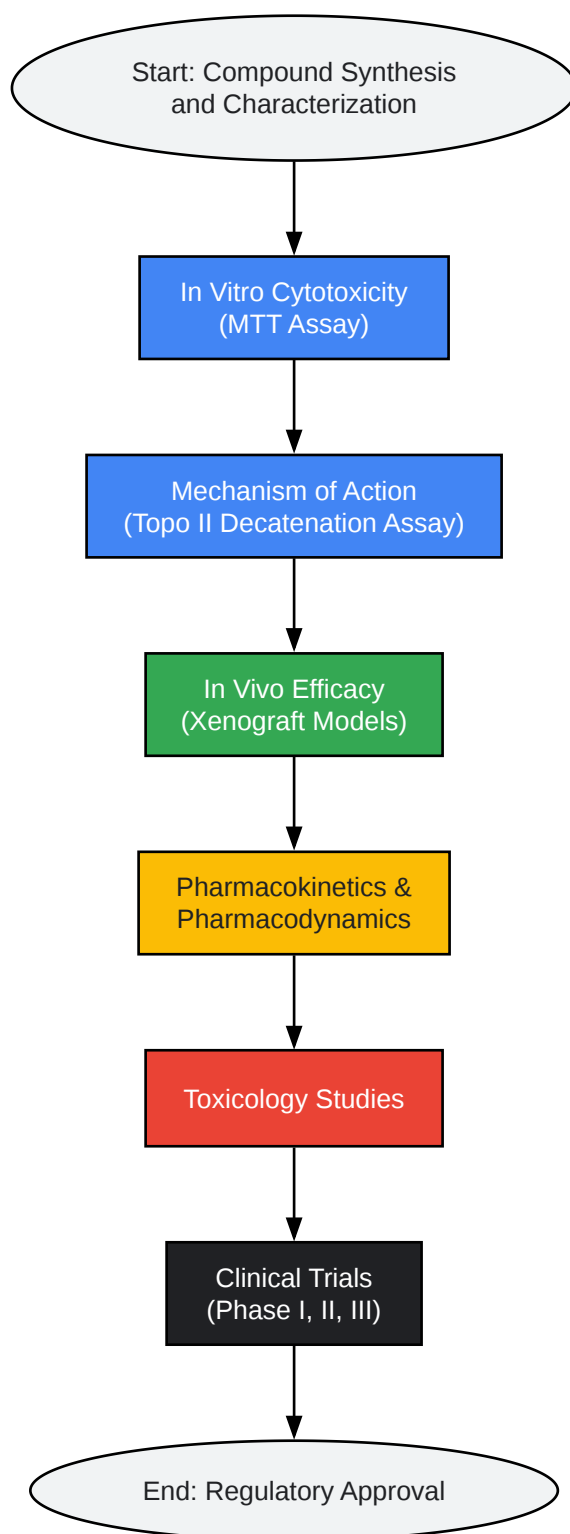 Start: Compound Synthesis
and Characterization
In Vitro Cytotoxicity
(MTT Assay)
Mechanism of Action
(Topo II Decatenation Assay)
In Vivo Efficacy
(Xenograft Models)
Pharmacokinetics &
Pharmacodynamics
Toxicology Studies
Clinical Trials
(Phase I, II, III)
End: Regulatory Approval